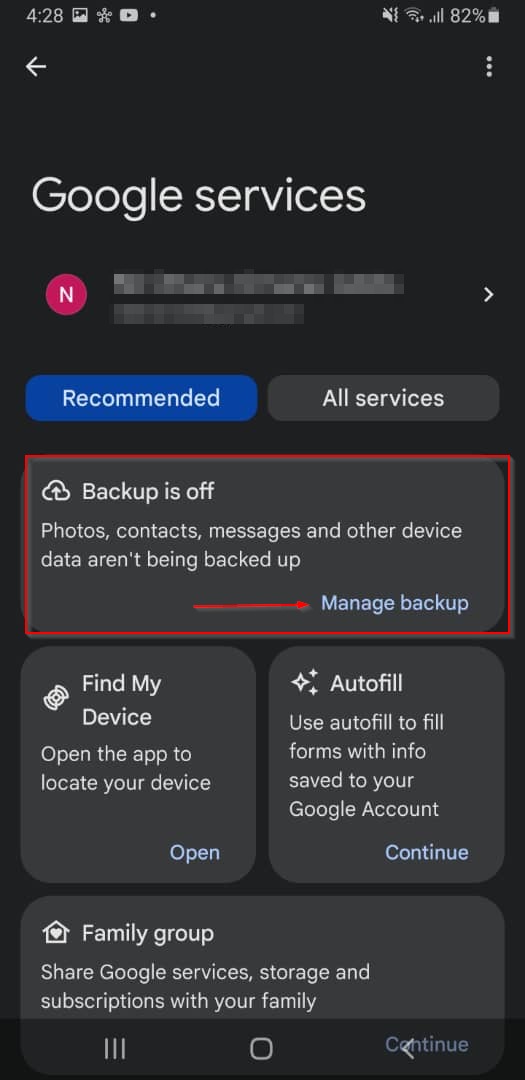 4:28
82%
Google services
N
Recommended
All services
Backup is off
Photos, contacts, messages and other device
data aren't being backed up
Manage backup
Find My
Device
Open the app to
locate your device
Open
Autofill
Use autofill to fill
forms with info
saved to your
Google Account
Continue
Family group
Share Google services, storage and
subscriptions with your family
Continue